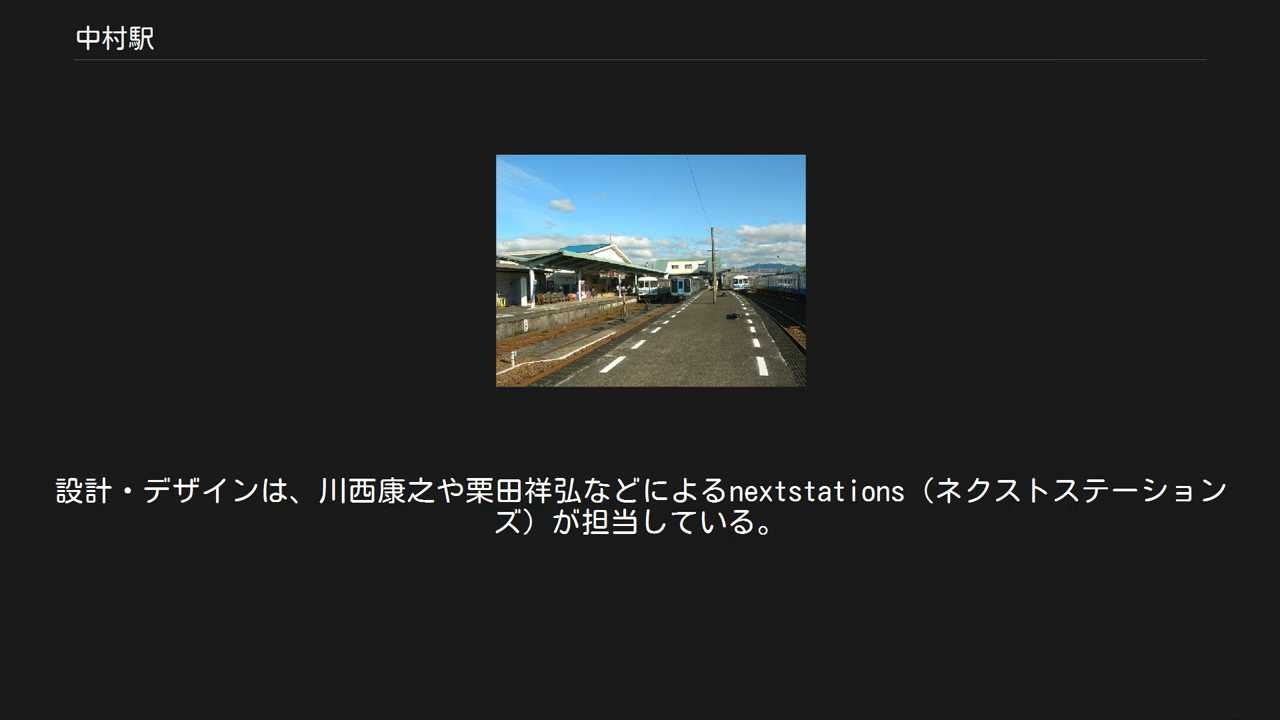 中村駅
設計・デザインは、川西康之や栗田祥弘などによるnextstations（ネクストステーション
ズ）が担当している。